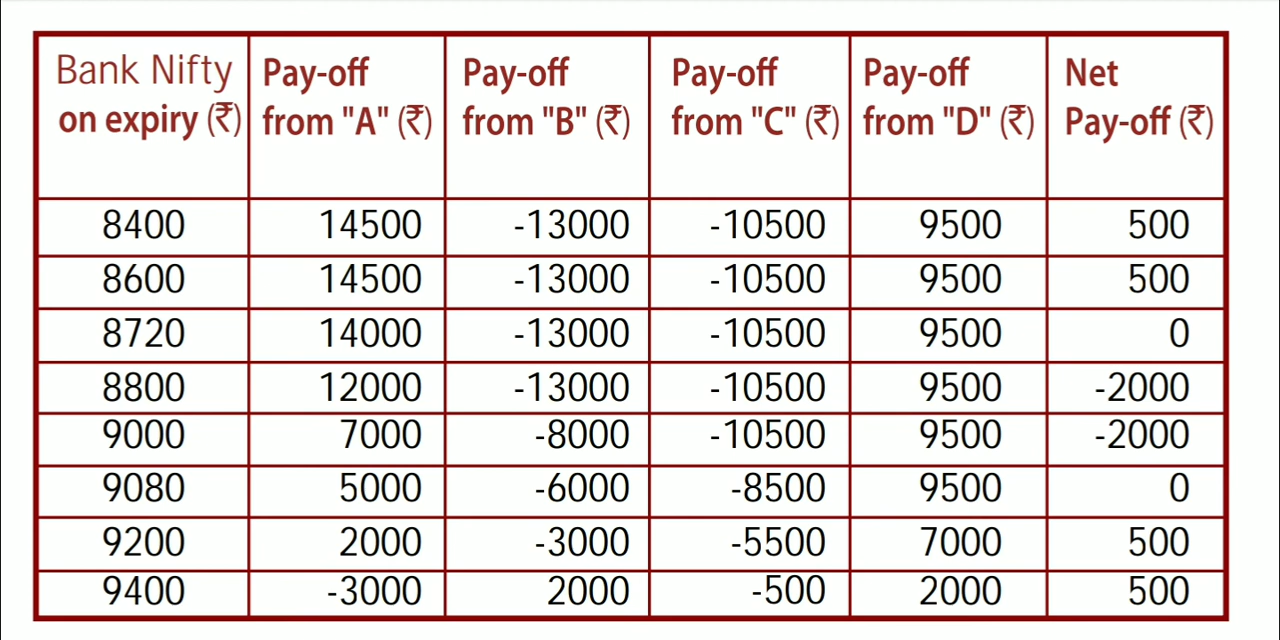 Bank Nifty on expiry (₹) Pay-off from "A" (₹) Pay-off from "B" (₹) Pay-off from "C" (₹) Pay-off from "D" (₹) Net Pay-off (₹)
8400 14500 -13000 -10500 9500 500
8600 14500 -13000 -10500 9500 500
8720 14000 -13000 -10500 9500 0
8800 12000 -13000 -10500 9500 -2000
9000 7000 -8000 -10500 9500 -2000
9080 5000 -6000 -8500 9500 0
9200 2000 -3000 -5500 7000 500
9400 -3000 2000 -500 2000 500